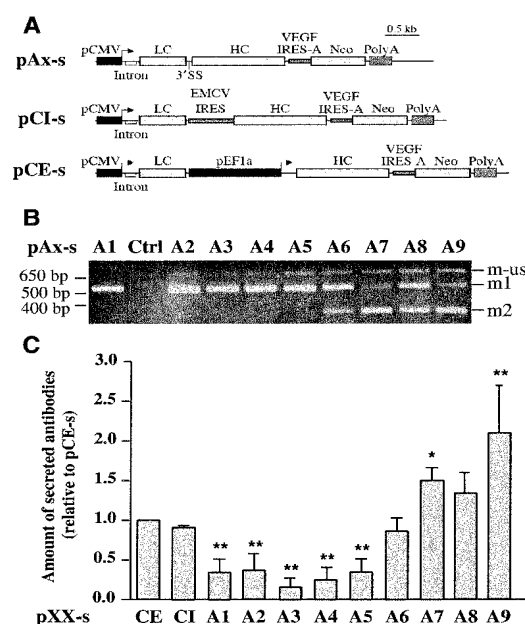 A
0.5 kb
VEGF
pCMV LC HC IRES-A Neo PolyA
pAx-s
Intron 3'SS
EMCV VEGF
pCMV LC IRES HC IRES-A Neo PolyA
pCI-s
Intron
VEGF
pCMV LC pEF1a HC IRES-A Neo PolyA
pCE-s
Intron
B
pAx-s A1 Ctrl A2 A3 A4 A5 A6 A7 A8 A9
650 bp
500 bp
400 bp
m-us
m1
m2
C
Amount of secreted antibodies
(relative to pCE-s)
3.0
2.5
2.0
1.5
1.0
0.5
0.0
** ** ** ** ** * **
pXX-s CE CI A1 A2 A3 A4 A5 A6 A7 A8 A9